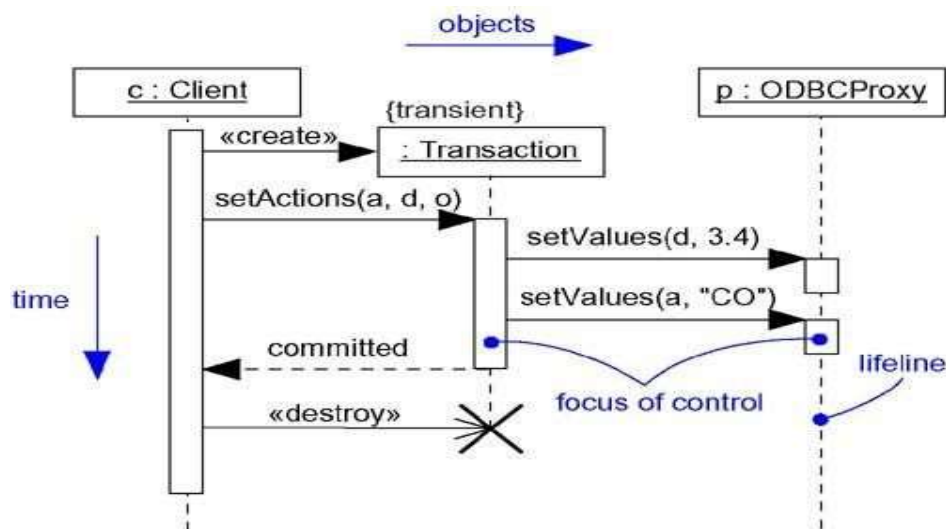 objects
c : Client
p : ODBCProxy
{transient}
«create»
: Transaction
setActions(a, d, o)
setValues(d, 3.4)
time
setValues(a, "CO")
committed
lifeline
focus of control
«destroy»